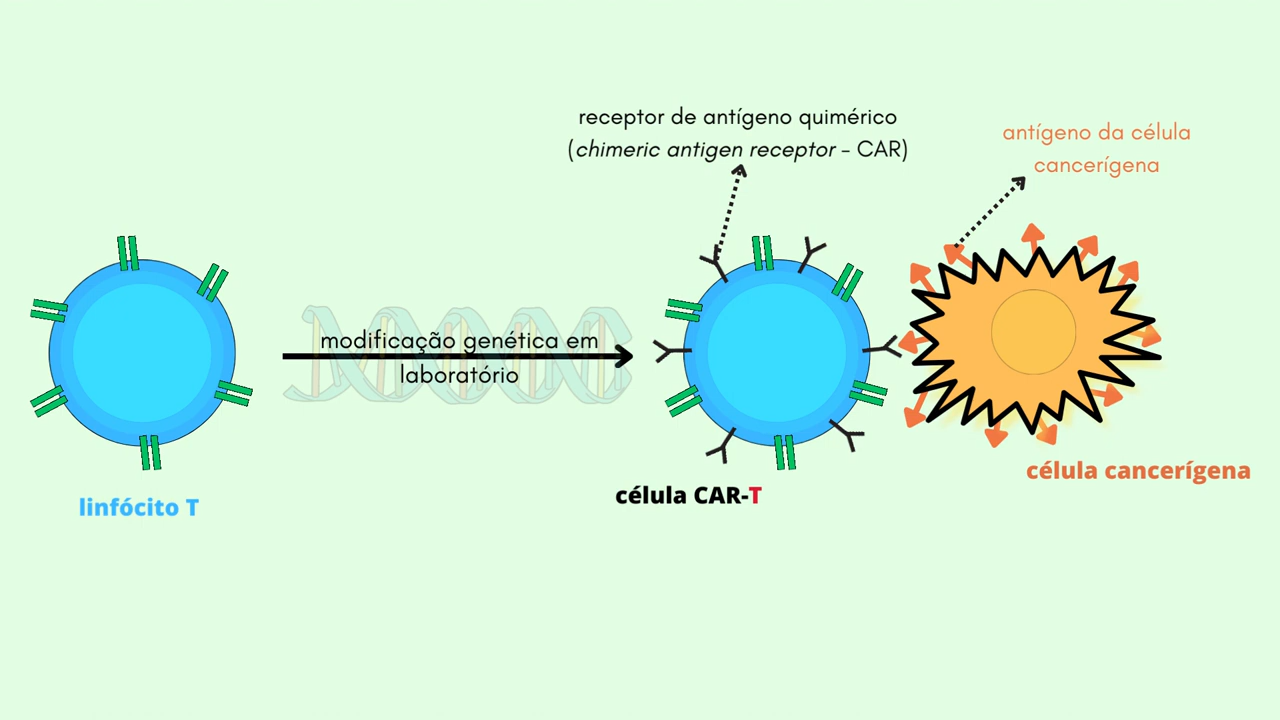 receptor de antígeno quimérico
(chimeric antigen receptor - CAR)
antígeno da célula
cancerígena
modificação genética em
laboratório
linfócito T
célula CAR-T
célula cancerígena